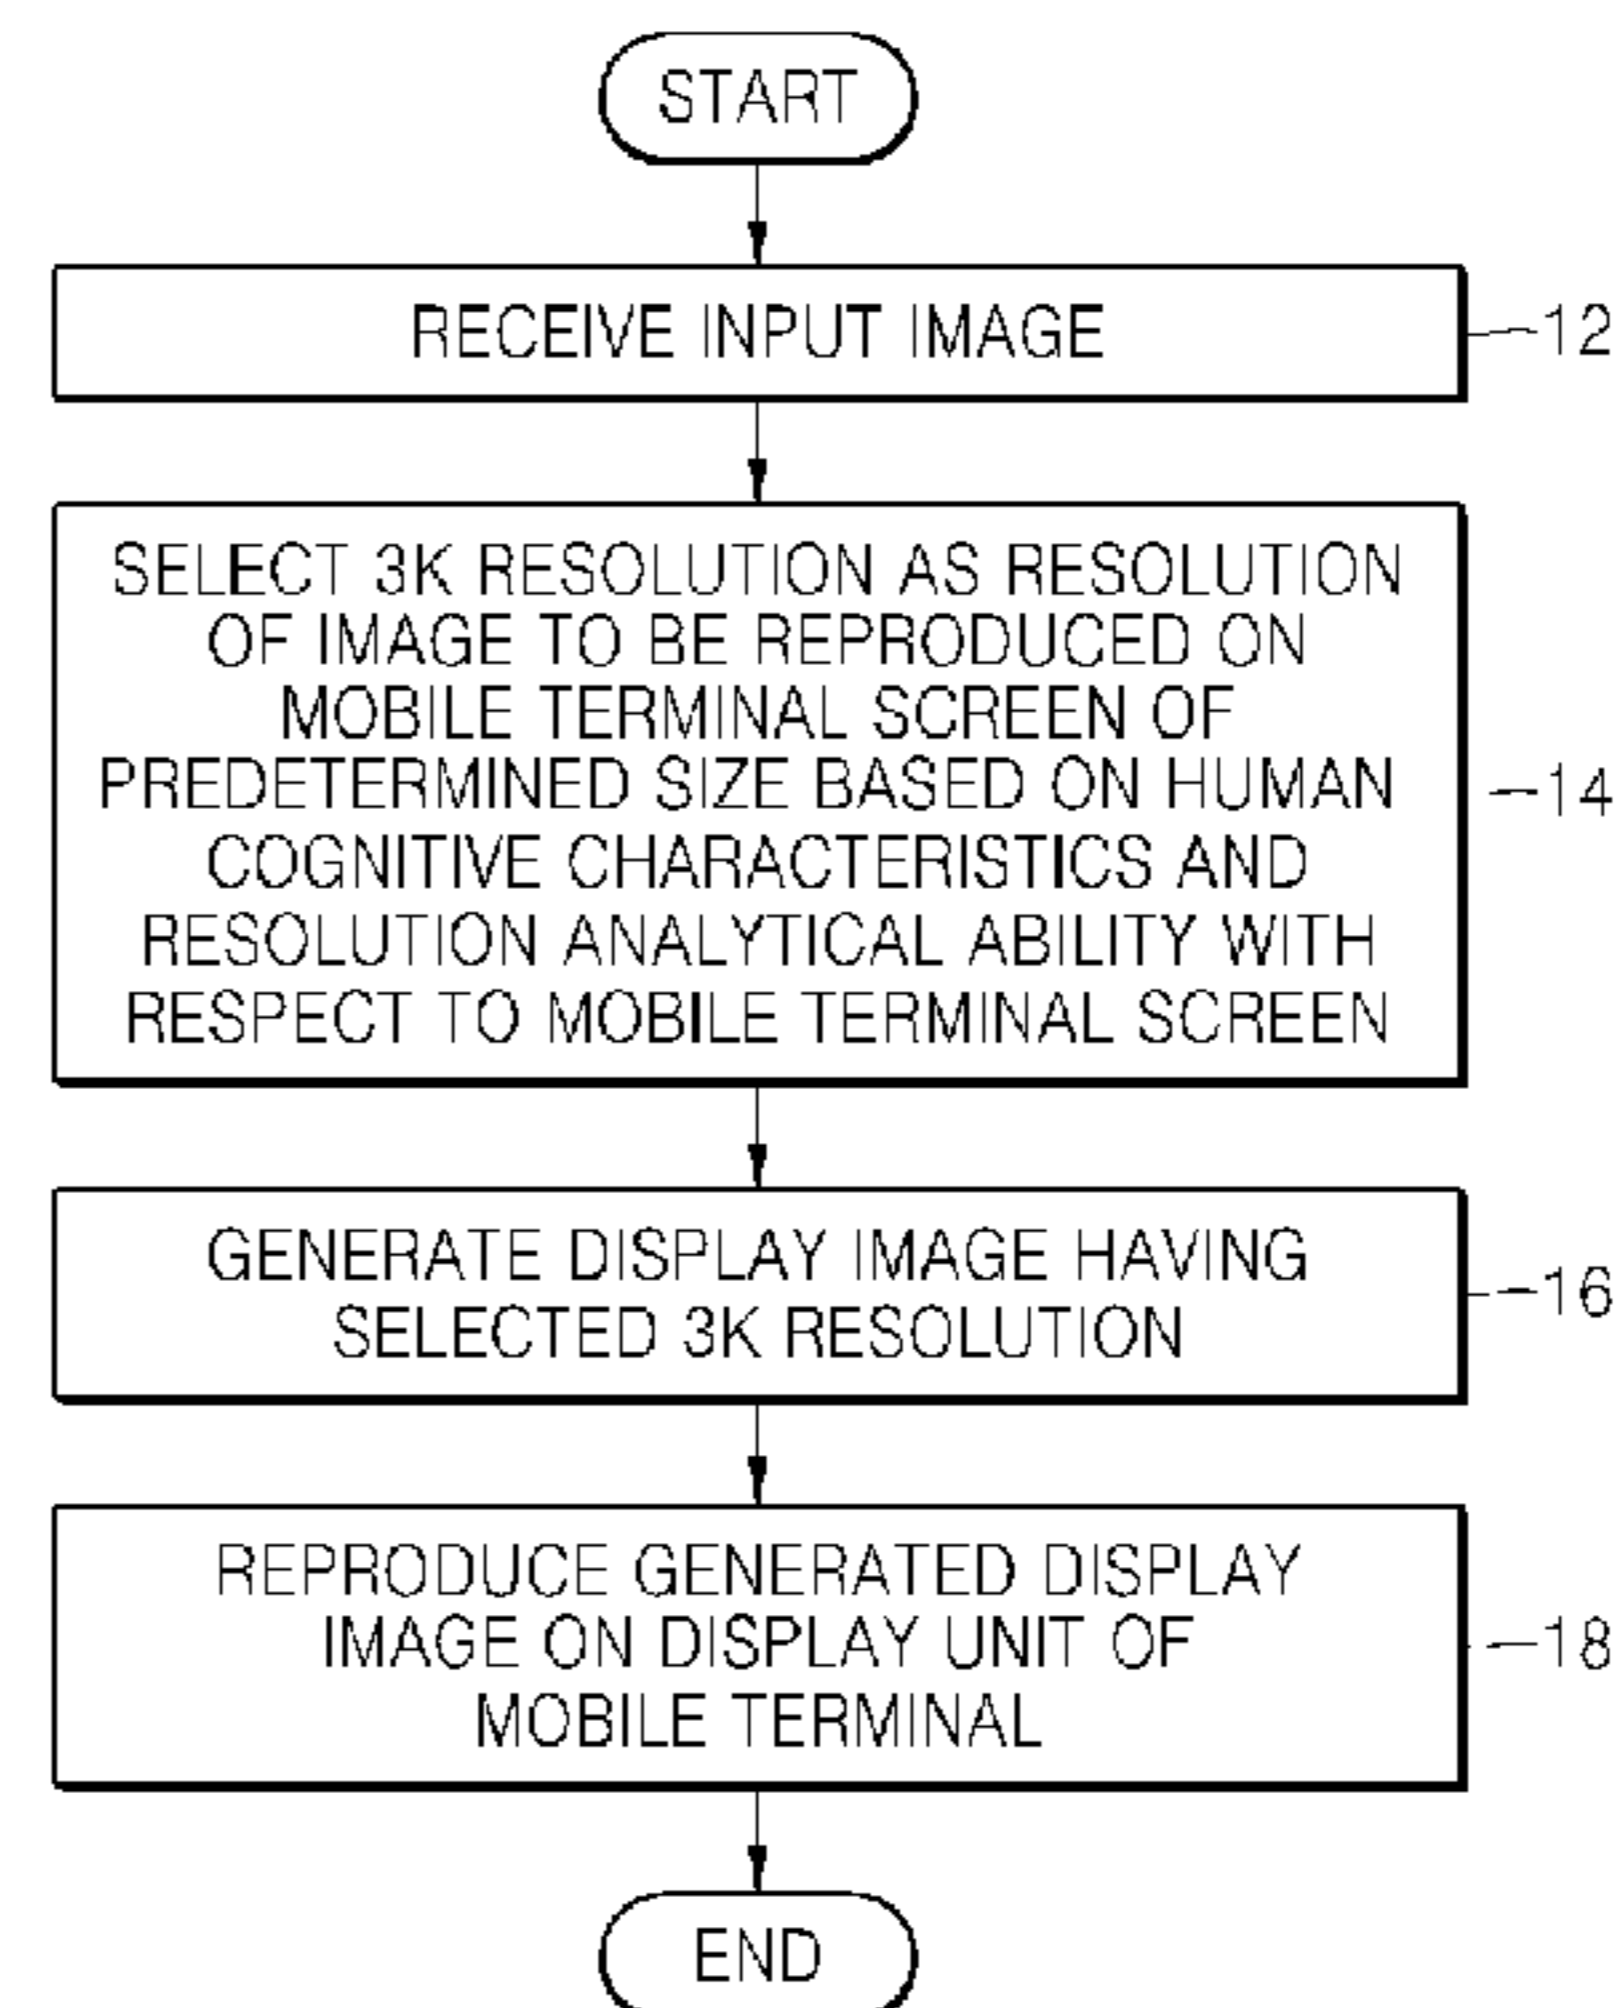 START
RECEIVE INPUT IMAGE
12
SELECT 3K RESOLUTION AS RESOLUTION
OF IMAGE TO BE REPRODUCED ON
MOBILE TERMINAL SCREEN OF
PREDETERMINED SIZE BASED ON HUMAN
COGNITIVE CHARACTERISTICS AND
RESOLUTION ANALYTICAL ABILITY WITH
RESPECT TO MOBILE TERMINAL SCREEN
14
GENERATE DISPLAY IMAGE HAVING
SELECTED 3K RESOLUTION
16
REPRODUCE GENERATED DISPLAY
IMAGE ON DISPLAY UNIT OF
MOBILE TERMINAL
18
END